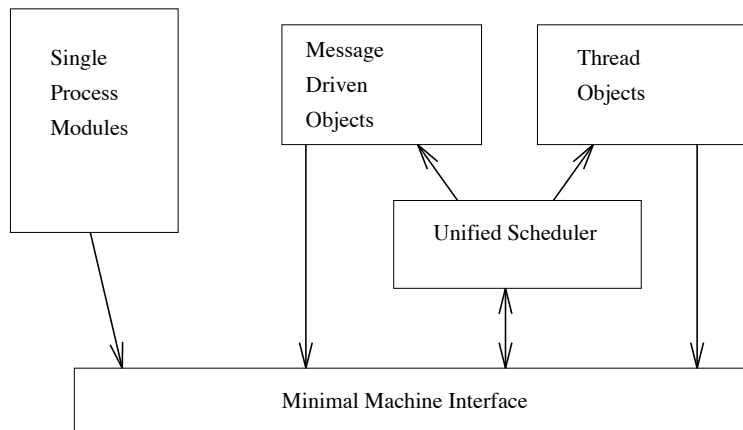 Single
Process
Modules
Message
Driven
Objects
Thread
Objects
Unified Scheduler
Minimal Machine Interface